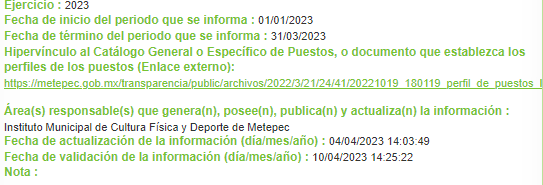 Ejercicio : 2023
Fecha de inicio del periodo que se informa : 01/01/2023
Fecha de término del periodo que se informa : 31/03/2023
Hipervínculo al Catálogo General o Específico de Puestos, o documento que establezca los
perfiles de los puestos (Enlace externo):
https://metepec.gob.mx/transparencia/public/archivos/2022/3/21/24/41/20221019_180119_perfil_de_puestos_
Área(s) responsable(s) que genera(n), posee(n), publica(n) y actualiza(n) la información :
Instituto Municipal de Cultura Física y Deporte de Metepec
Fecha de actualización de la información (día/mes/año) : 04/04/2023 14:03:49
Fecha de validación de la información (día/mes/año) : 10/04/2023 14:25:22
Nota :